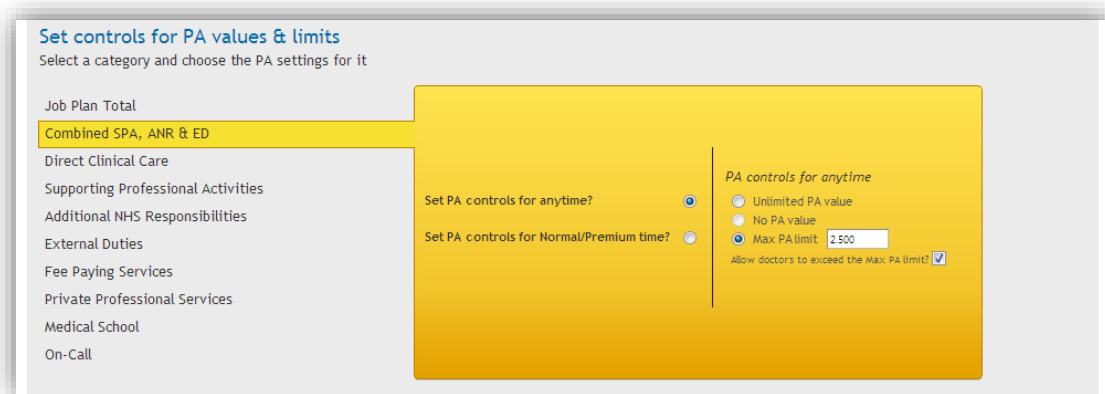 Set controls for PA values & limits
Select a category and choose the PA settings for it
Job Plan Total
Combined SPA, ANR & ED
Direct Clinical Care
Supporting Professional Activities
Additional NHS Responsibilities
External Duties
Fee Paying Services
Private Professional Services
Medical School
On-Call
Set PA controls for anytime?
Set PA controls for Normal/Premium time?
PA controls for anytime
Unlimited PA value
No PA value
Max PA limit 2.500
Allow doctors to exceed the Max PA limit?